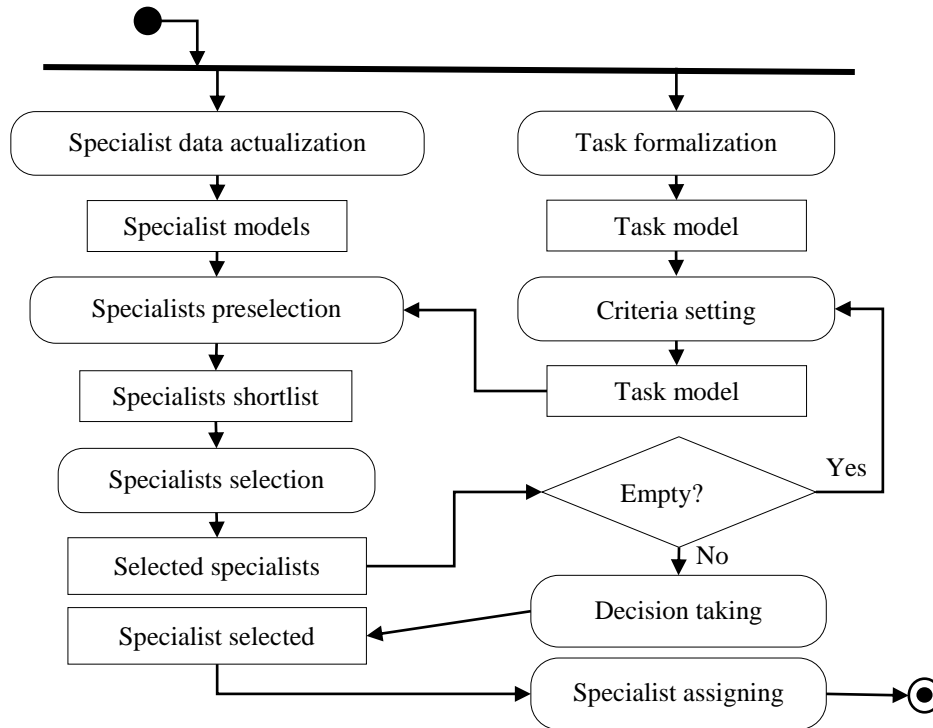 Specialist data actualization
Task formalization
Specialist models
Task model
Specialists preselection
Criteria setting
Specialists shortlist
Task model
Specialists selection
Empty?
Yes
Selected specialists
No
Specialist selected
Decision taking
Specialist assigning